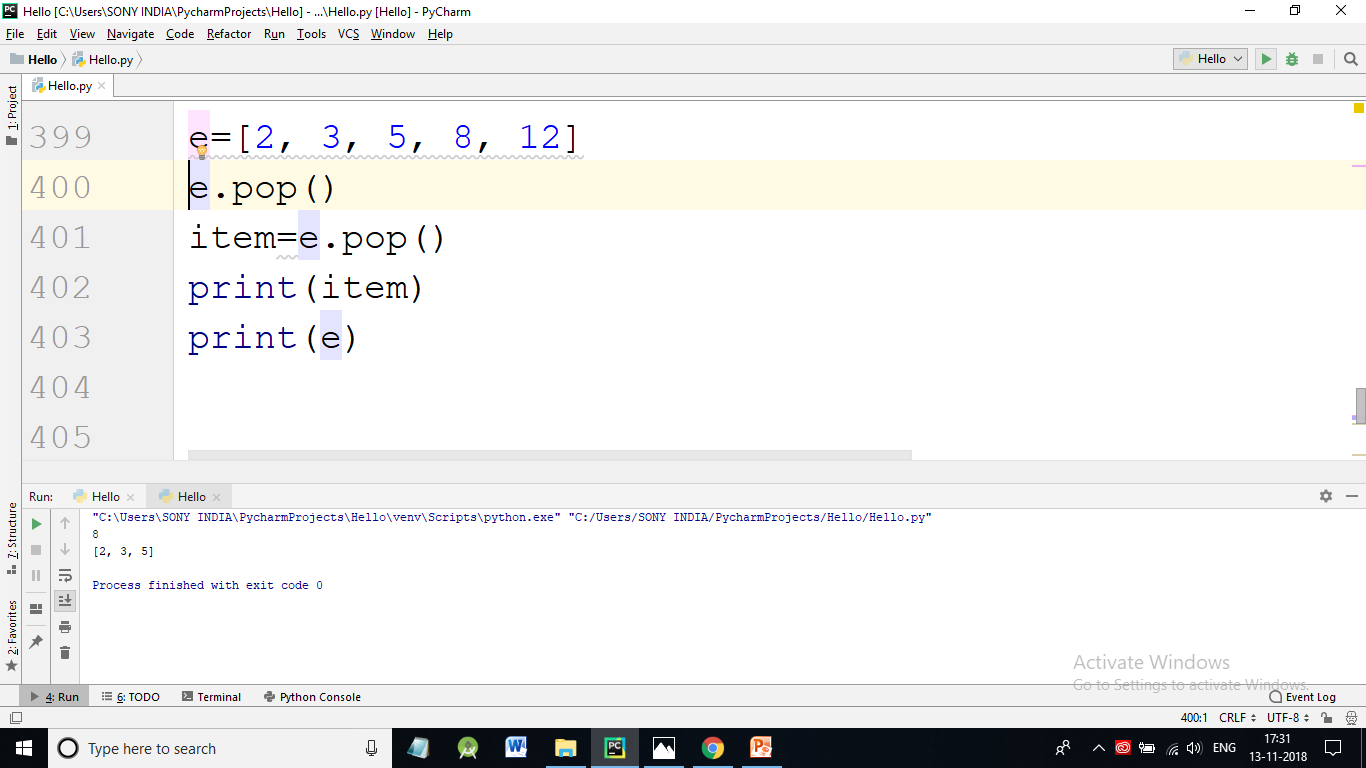 Hello [C:\Users\SONY INDIA\PycharmProjects\Hello] - ...\Hello.py [Hello] - PyCharm
File Edit View Navigate Code Refactor Run Tools VCS Window Help
Hello Hello.py Hello
Hello.py
1: Project
399 e=[2, 3, 5, 8, 12]
400 e.pop()
401 item=e.pop()
402 print(item)
403 print(e)
404
405
Run: Hello Hello
"C:\Users\SONY INDIA\PycharmProjects\Hello\venv\Scripts\python.exe" "C:/Users/SONY INDIA/PycharmProjects/Hello/Hello.py"
8
[2, 3, 5]
Process finished with exit code 0
7: Structure
2: Favorites
Activate Windows
Go to Settings to activate Windows.
4: Run 6: TODO Terminal Python Console Event Log
400:1 CRLF UTF-8
Type here to search
ENG
17:31
13-11-2018